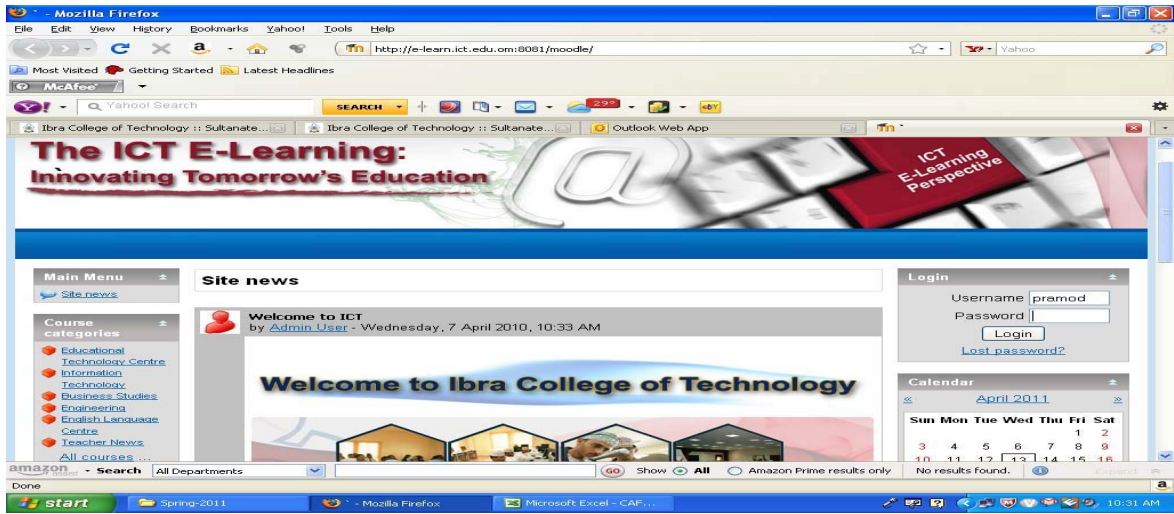 ` - Mozilla Firefox
File Edit View History Bookmarks Yahoo! Tools Help
http://e-learn.ict.edu.om:8081/moodle/
Yahoo
Most Visited Getting Started Latest Headlines
McAfee
Yahoo! Search SEARCH 29° eBY
Ibra College of Technology :: Sultanate... Ibra College of Technology :: Sultanate... Outlook Web App `
The ICT E-Learning:
Innovating Tomorrow's Education
ICT
E-Learning
Perspective
Main Menu
Site news
Course
categories
Educational
Technology Centre
Information
Technology
Business Studies
Engineering
English Language
Centre
Teacher News
All courses ...
Site news
Welcome to ICT
by Admin User - Wednesday, 7 April 2010, 10:33 AM
Welcome to Ibra College of Technology
Login
Username pramod
Password
Login
Lost password?
Calendar
« April 2011 »
Sun Mon Tue Wed Thu Fri Sat
1 2
3 4 5 6 7 8 9
10 11 12 13 14 15 16
amazon - Search All Departments GO Show All Amazon Prime results only No results found. Expand
Done
start Spring-2011 ` - Mozilla Firefox Microsoft Excel - CAF... 10:31 AM